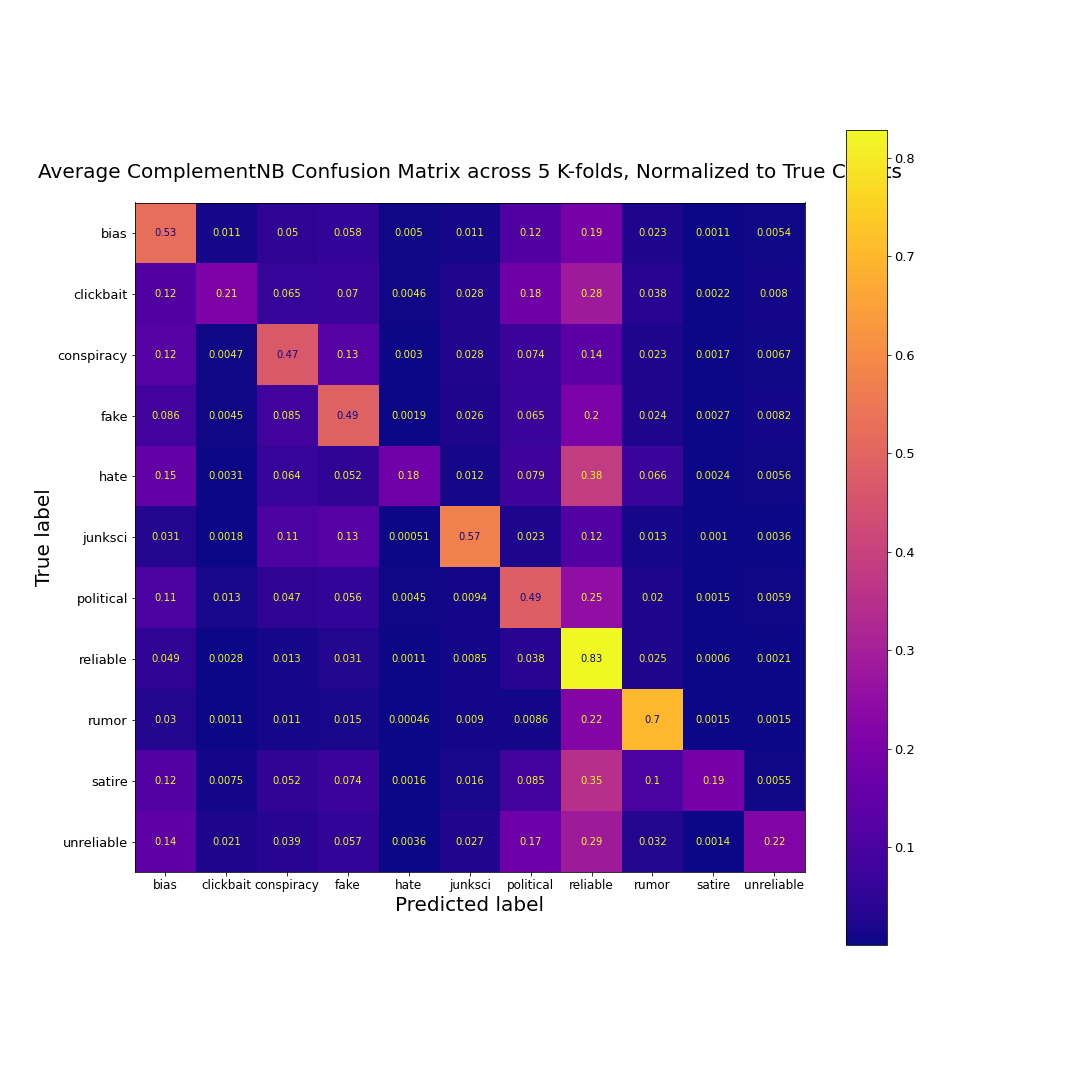 Average ComplementNB Confusion Matrix across 5 K-folds, Normalized to True
0.8
0.7
0.6
0.5
0.4
0.3
0.2
0.1
True label
bias 0.53 0.011 0.05 0.058 0.005 0.011 0.12 0.19 0.023 0.0011 0.0054
clickbait 0.12 0.21 0.065 0.07 0.0046 0.028 0.18 0.28 0.038 0.0022 0.008
conspiracy 0.12 0.0047 0.47 0.13 0.003 0.028 0.074 0.14 0.023 0.0017 0.0067
fake 0.086 0.0045 0.085 0.49 0.0019 0.026 0.065 0.2 0.024 0.0027 0.0082
hate 0.15 0.0031 0.064 0.052 0.18 0.012 0.079 0.38 0.066 0.0024 0.0056
junksci 0.031 0.0018 0.11 0.13 0.00051 0.57 0.023 0.12 0.013 0.001 0.0036
political 0.11 0.013 0.047 0.056 0.0045 0.0094 0.49 0.25 0.02 0.0015 0.0059
reliable 0.049 0.0028 0.013 0.031 0.0011 0.0085 0.038 0.83 0.025 0.0006 0.0021
rumor 0.03 0.0011 0.011 0.015 0.00046 0.009 0.0086 0.22 0.7 0.0015 0.0015
satire 0.12 0.0075 0.052 0.074 0.0016 0.016 0.085 0.35 0.1 0.19 0.0055
unreliable 0.14 0.021 0.039 0.057 0.0036 0.027 0.17 0.29 0.032 0.0014 0.22
bias clickbait conspiracy fake hate junksci political reliable rumor satire unreliable
Predicted label